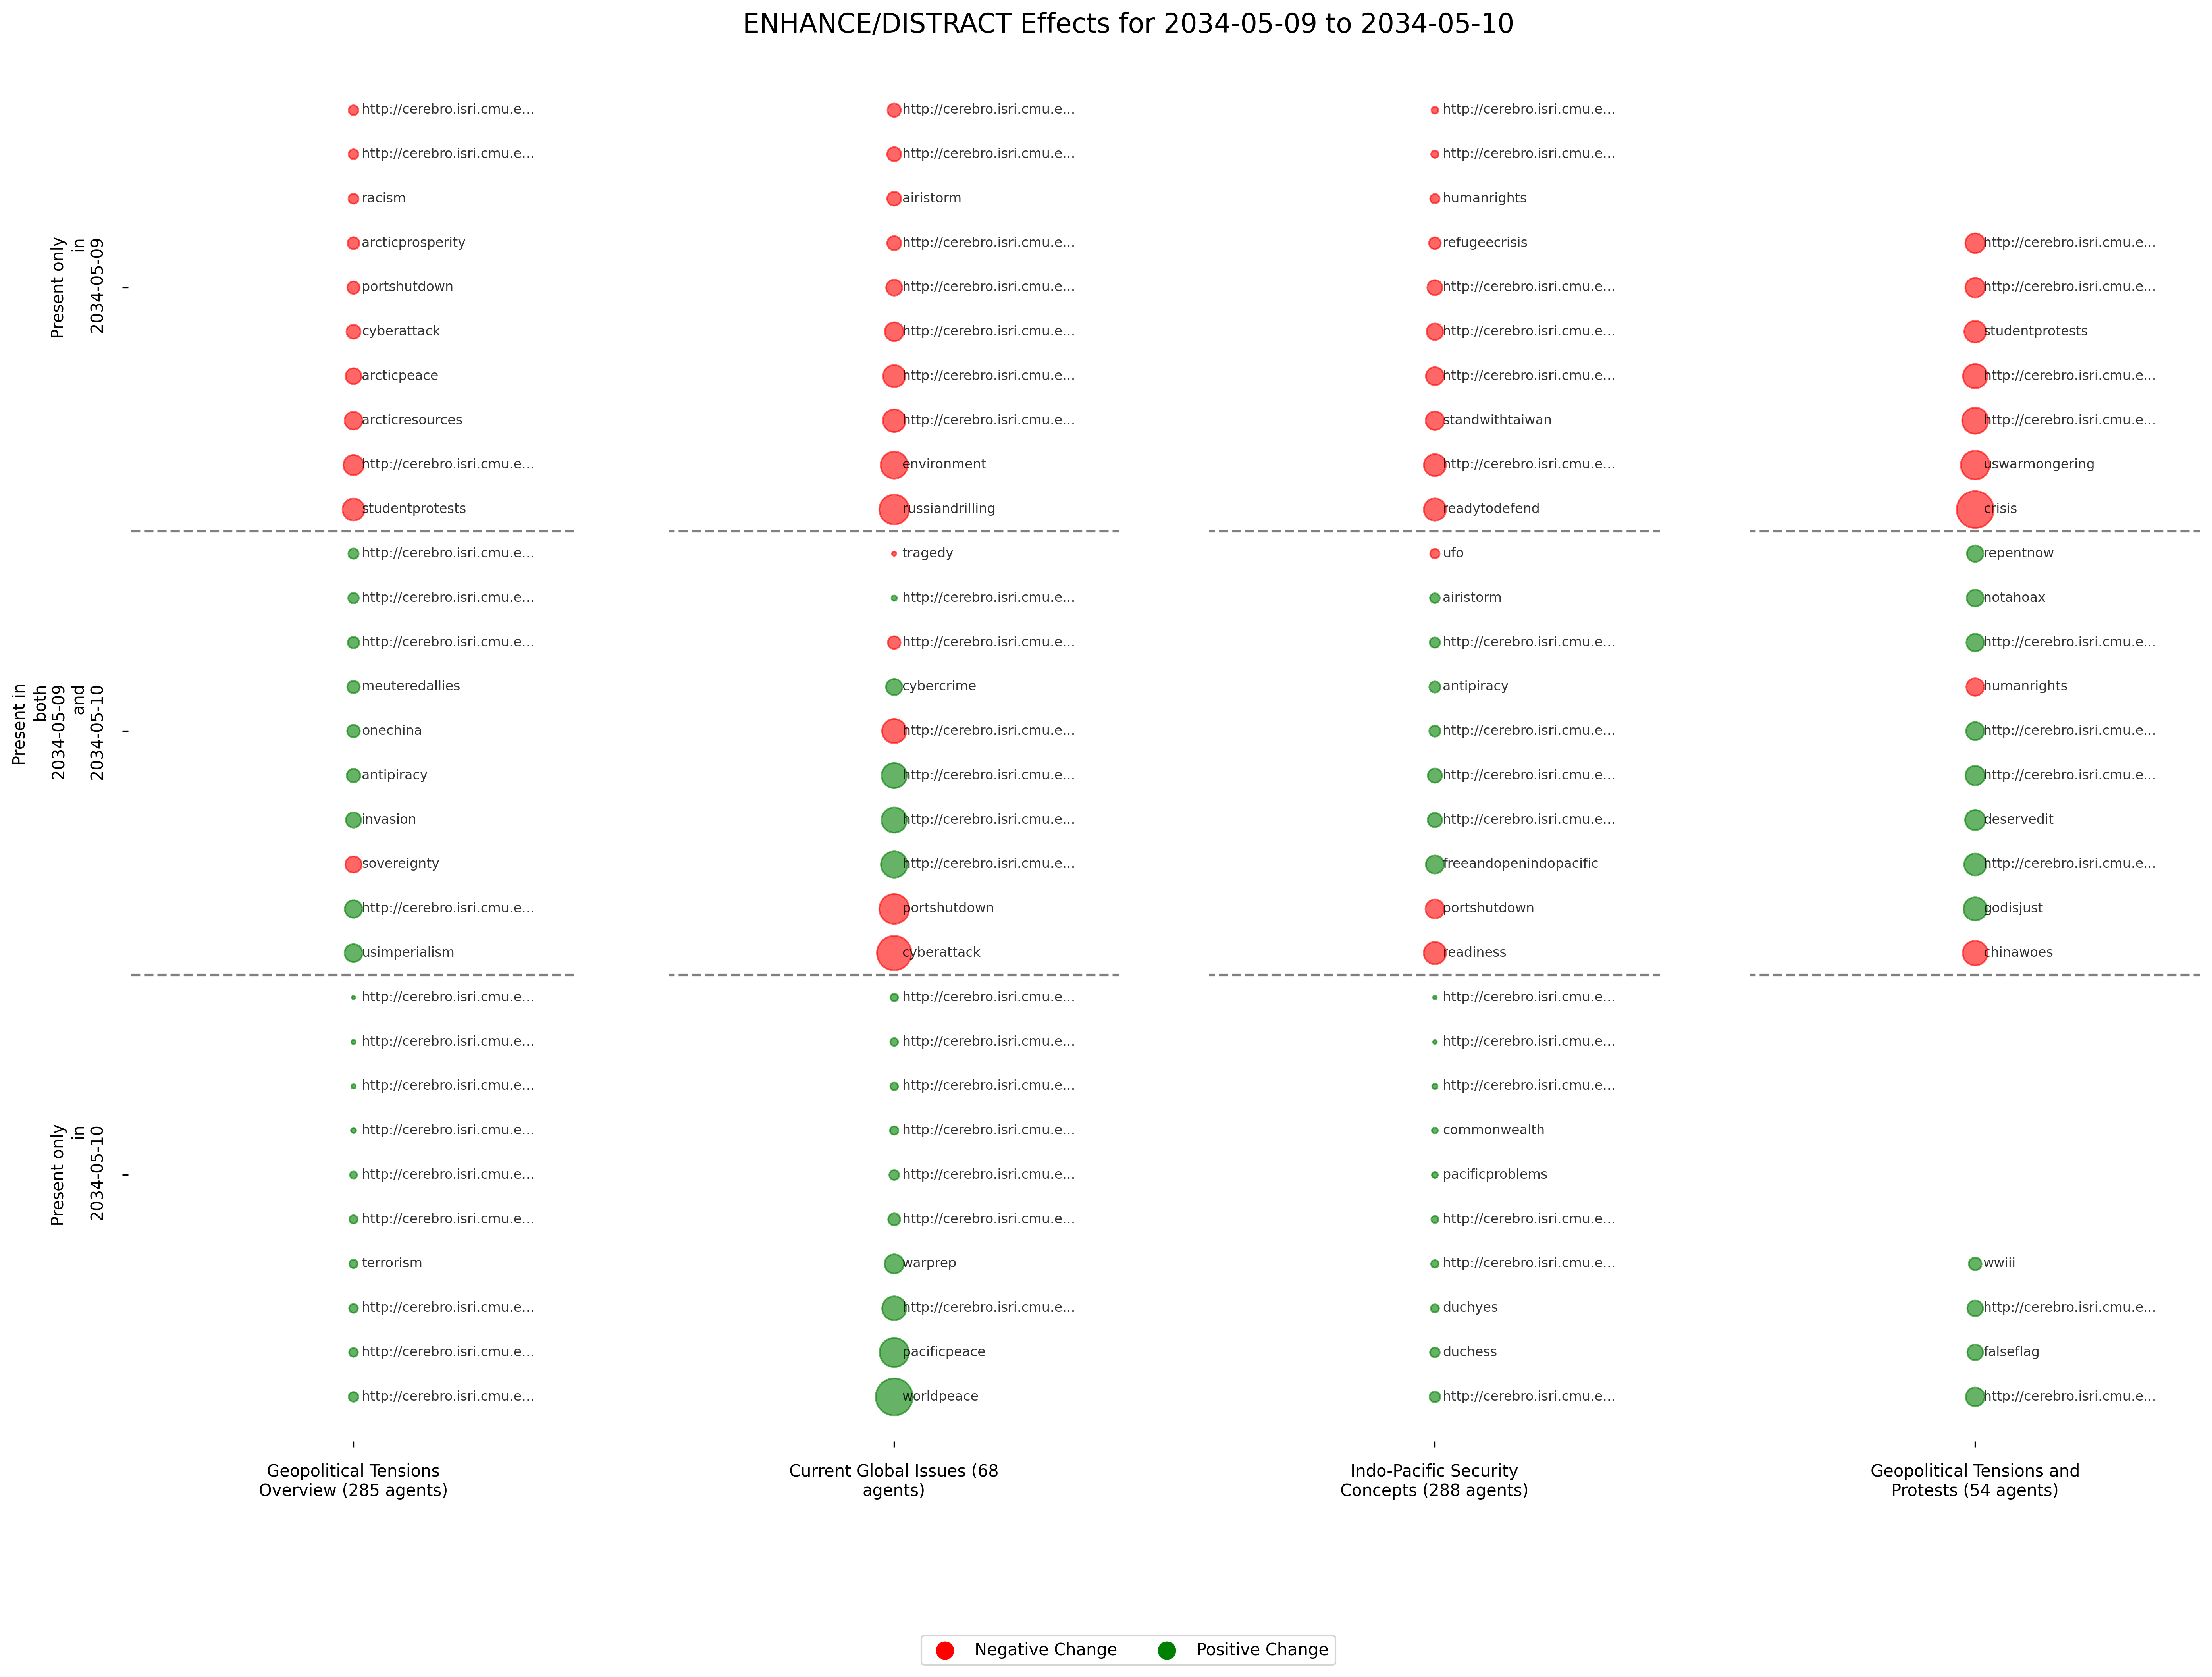 ENHANCE/DISTRACT Effects for 2034-05-09 to 2034-05-10
Present only
in
2034-05-09
http://cerebro.isri.cmu.e...
http://cerebro.isri.cmu.e...
racism
arcticprosperity
portshutdown
cyberattack
arcticpeace
arcticresources
http://cerebro.isri.cmu.e...
studentprotests
http://cerebro.isri.cmu.e...
http://cerebro.isri.cmu.e...
airistorm
http://cerebro.isri.cmu.e...
http://cerebro.isri.cmu.e...
http://cerebro.isri.cmu.e...
http://cerebro.isri.cmu.e...
http://cerebro.isri.cmu.e...
environment
russiandrilling
http://cerebro.isri.cmu.e...
http://cerebro.isri.cmu.e...
humanrights
refugeecrisis
http://cerebro.isri.cmu.e...
http://cerebro.isri.cmu.e...
http://cerebro.isri.cmu.e...
standwithtaiwan
http://cerebro.isri.cmu.e...
readytodefend
http://cerebro.isri.cmu.e...
http://cerebro.isri.cmu.e...
studentprotests
http://cerebro.isri.cmu.e...
http://cerebro.isri.cmu.e...
uswarmongering
crisis
Present in
both
2034-05-09
and
2034-05-10
http://cerebro.isri.cmu.e...
http://cerebro.isri.cmu.e...
http://cerebro.isri.cmu.e...
meuteredallies
onechina
antipiracy
invasion
sovereignty
http://cerebro.isri.cmu.e...
usimperialism
tragedy
http://cerebro.isri.cmu.e...
http://cerebro.isri.cmu.e...
cybercrime
http://cerebro.isri.cmu.e...
http://cerebro.isri.cmu.e...
http://cerebro.isri.cmu.e...
http://cerebro.isri.cmu.e...
portshutdown
cyberattack
ufo
airistorm
http://cerebro.isri.cmu.e...
antipiracy
http://cerebro.isri.cmu.e...
http://cerebro.isri.cmu.e...
http://cerebro.isri.cmu.e...
freeandopenindopacific
portshutdown
readiness
repentnow
notahoax
http://cerebro.isri.cmu.e...
humanrights
http://cerebro.isri.cmu.e...
http://cerebro.isri.cmu.e...
deservedit
http://cerebro.isri.cmu.e...
godisjust
chinawoes
Present only
in
2034-05-10
http://cerebro.isri.cmu.e...
http://cerebro.isri.cmu.e...
http://cerebro.isri.cmu.e...
http://cerebro.isri.cmu.e...
http://cerebro.isri.cmu.e...
http://cerebro.isri.cmu.e...
terrorism
http://cerebro.isri.cmu.e...
http://cerebro.isri.cmu.e...
http://cerebro.isri.cmu.e...
http://cerebro.isri.cmu.e...
http://cerebro.isri.cmu.e...
http://cerebro.isri.cmu.e...
http://cerebro.isri.cmu.e...
http://cerebro.isri.cmu.e...
http://cerebro.isri.cmu.e...
warprep
http://cerebro.isri.cmu.e...
pacificpeace
worldpeace
http://cerebro.isri.cmu.e...
http://cerebro.isri.cmu.e...
http://cerebro.isri.cmu.e...
commonwealth
pacificproblems
http://cerebro.isri.cmu.e...
http://cerebro.isri.cmu.e...
duchyes
duchess
http://cerebro.isri.cmu.e...
wwiii
http://cerebro.isri.cmu.e...
falseflag
http://cerebro.isri.cmu.e...
Geopolitical Tensions
Overview (285 agents)
Current Global Issues (68
agents)
Indo-Pacific Security
Concepts (288 agents)
Geopolitical Tensions and
Protests (54 agents)
Negative Change
Positive Change